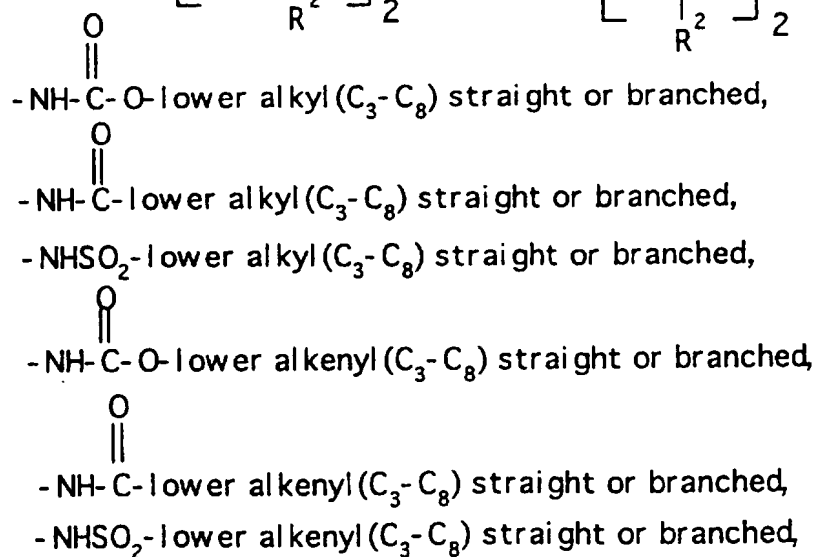 R² 2 R² 2
O
||
-NH-C-O-lower alkyl(C₃-C₈) straight or branched,
O
||
-NH-C-lower alkyl(C₃-C₈) straight or branched,
-NHSO₂-lower alkyl(C₃-C₈) straight or branched,
O
||
-NH-C-O-lower alkenyl(C₃-C₈) straight or branched,
O
||
-NH-C-lower alkenyl(C₃-C₈) straight or branched,
-NHSO₂-lower alkenyl(C₃-C₈) straight or branched,